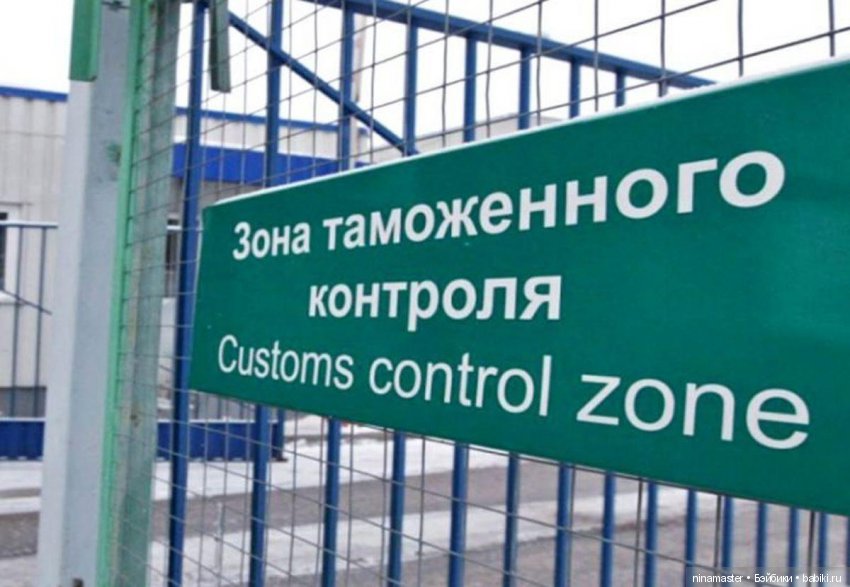 Зона таможенного
контроля
Customs control zone
ninamaster • Бэйбики • babiki.ru